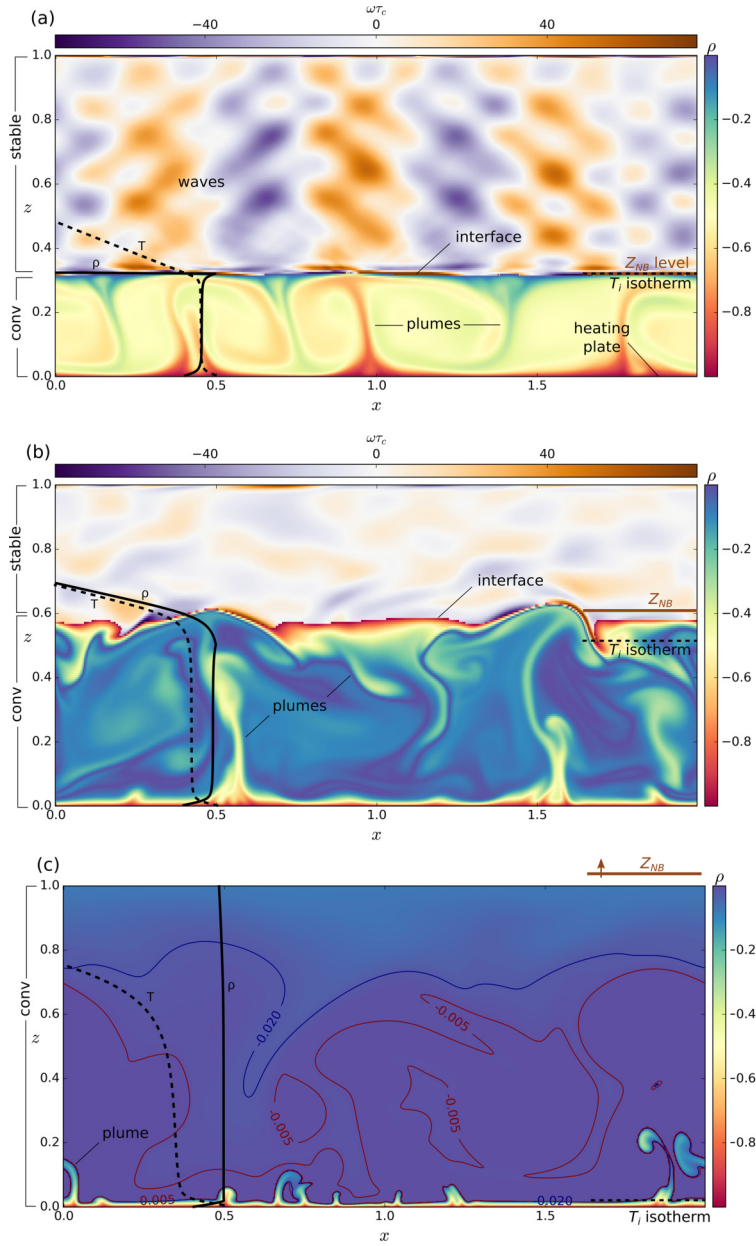 (a)
ωτc
−40 0 40
ρ
1.0
0.8
0.6
z
0.4
0.2
0.0
stable
conv
waves
T
ρ
interface
Z_NB level
T_i isotherm
plumes
heating
plate
0.0 0.5 1.0 1.5
x
−0.2
−0.4
−0.6
−0.8
(b)
ωτc
−40 0 40
ρ
1.0
0.8
0.6
z
0.4
0.2
0.0
stable
conv
ρ
T
interface
Z_NB
T_i isotherm
plumes
0.0 0.5 1.0 1.5
x
−0.2
−0.4
−0.6
−0.8
(c)
Z_NB
ρ
1.0
0.8
0.6
z
0.4
0.2
0.0
conv
T
ρ
-0.020
-0.005
-0.005
-0.005
plume
0.005
0.020
T_i isotherm
0.0 0.5 1.0 1.5
x
−0.2
−0.4
−0.6
−0.8